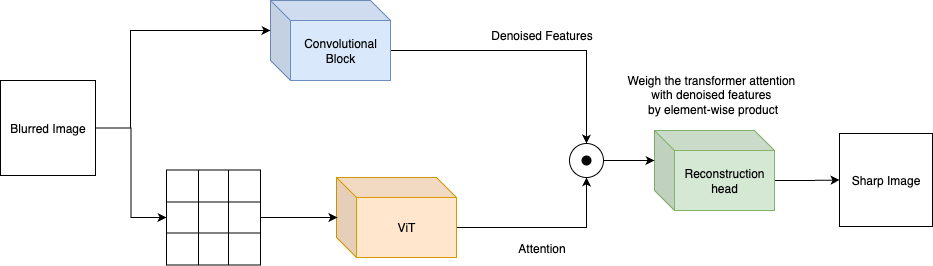 Blurred Image
Convolutional
Block
Denoised Features
ViT
Attention
Weigh the transformer attention
with denoised features
by element-wise product
Reconstruction
head
Sharp Image